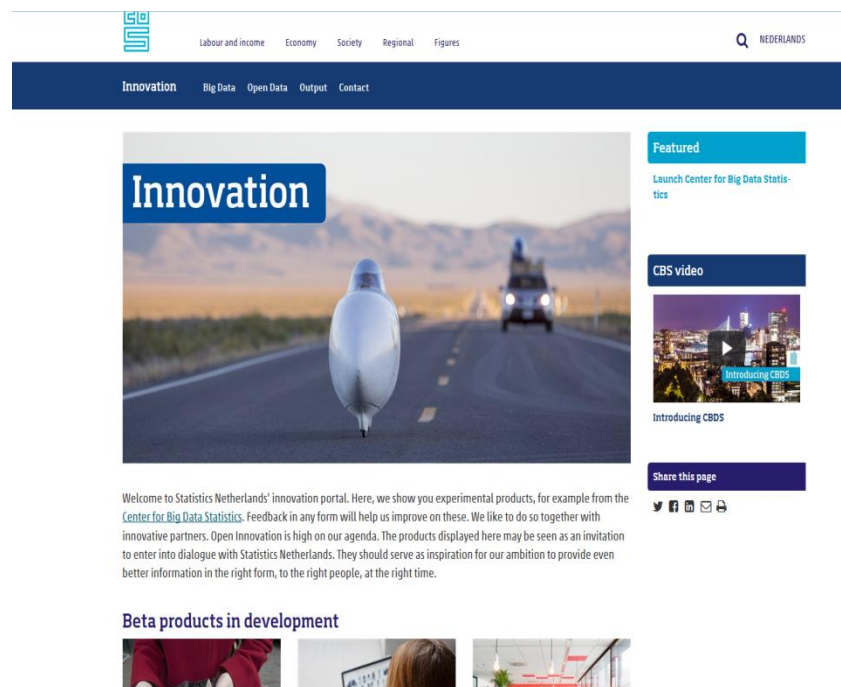 Labour and income Economy Society Regional Figures
NEDERLANDS
Innovation Big Data Open Data Output Contact
Innovation
Featured
Launch Center for Big Data Statis-
tics
CBS video
Introducing CBDS
Introducing CBDS
Share this page
Welcome to Statistics Netherlands' innovation portal. Here, we show you experimental products, for example from the
Center for Big Data Statistics. Feedback in any form will help us improve on these. We like to do so together with
innovative partners. Open Innovation is high on our agenda. The products displayed here may be seen as an invitation
to enter into dialogue with Statistics Netherlands. They should serve as inspiration for our ambition to provide even
better information in the right form, to the right people, at the right time.
Beta products in development